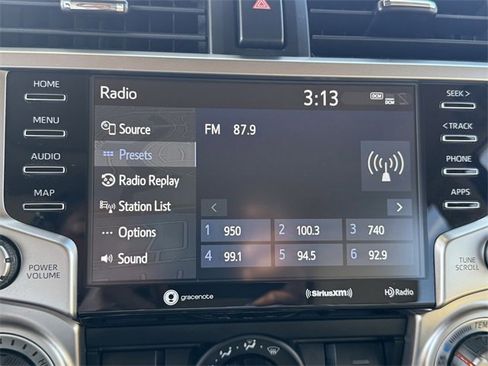 HOME
MENU
AUDIO
MAP
POWER
VOLUME
Radio
3:13
DCM
DCM
Source
Presets
Radio Replay
Station List
Options
Sound
FM 87.9
1 950 2 100.3 3 740
4 99.1 5 94.5 6 92.9
gracenote
SiriusXM
HD Radio
SEEK >
< TRACK
PHONE
APPS
TUNE
SCROLL